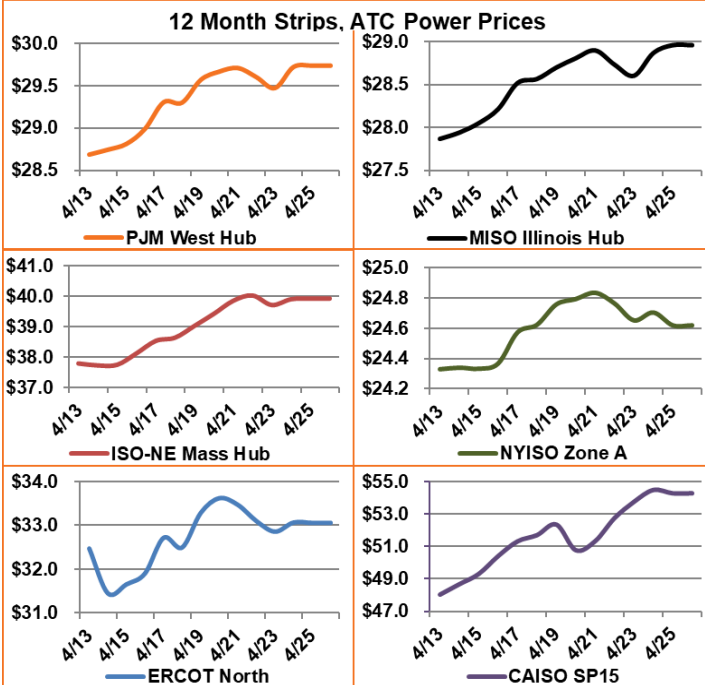 12 Month Strips, ATC Power Prices
$30.0
$29.5
$29.0
$28.5
4/13 4/15 4/17 4/19 4/21 4/23 4/25
PJM West Hub
$29.0
$28.5
$28.0
$27.5
4/13 4/15 4/17 4/19 4/21 4/23 4/25
MISO Illinois Hub
$41.0
$40.0
$39.0
$38.0
$37.0
4/13 4/15 4/17 4/19 4/21 4/23 4/25
ISO-NE Mass Hub
$25.0
$24.8
$24.6
$24.4
$24.2
4/13 4/15 4/17 4/19 4/21 4/23 4/25
NYISO Zone A
$34.0
$33.0
$32.0
$31.0
4/13 4/15 4/17 4/19 4/21 4/23 4/25
ERCOT North
$55.0
$53.0
$51.0
$49.0
$47.0
4/13 4/15 4/17 4/19 4/21 4/23 4/25
CAISO SP15